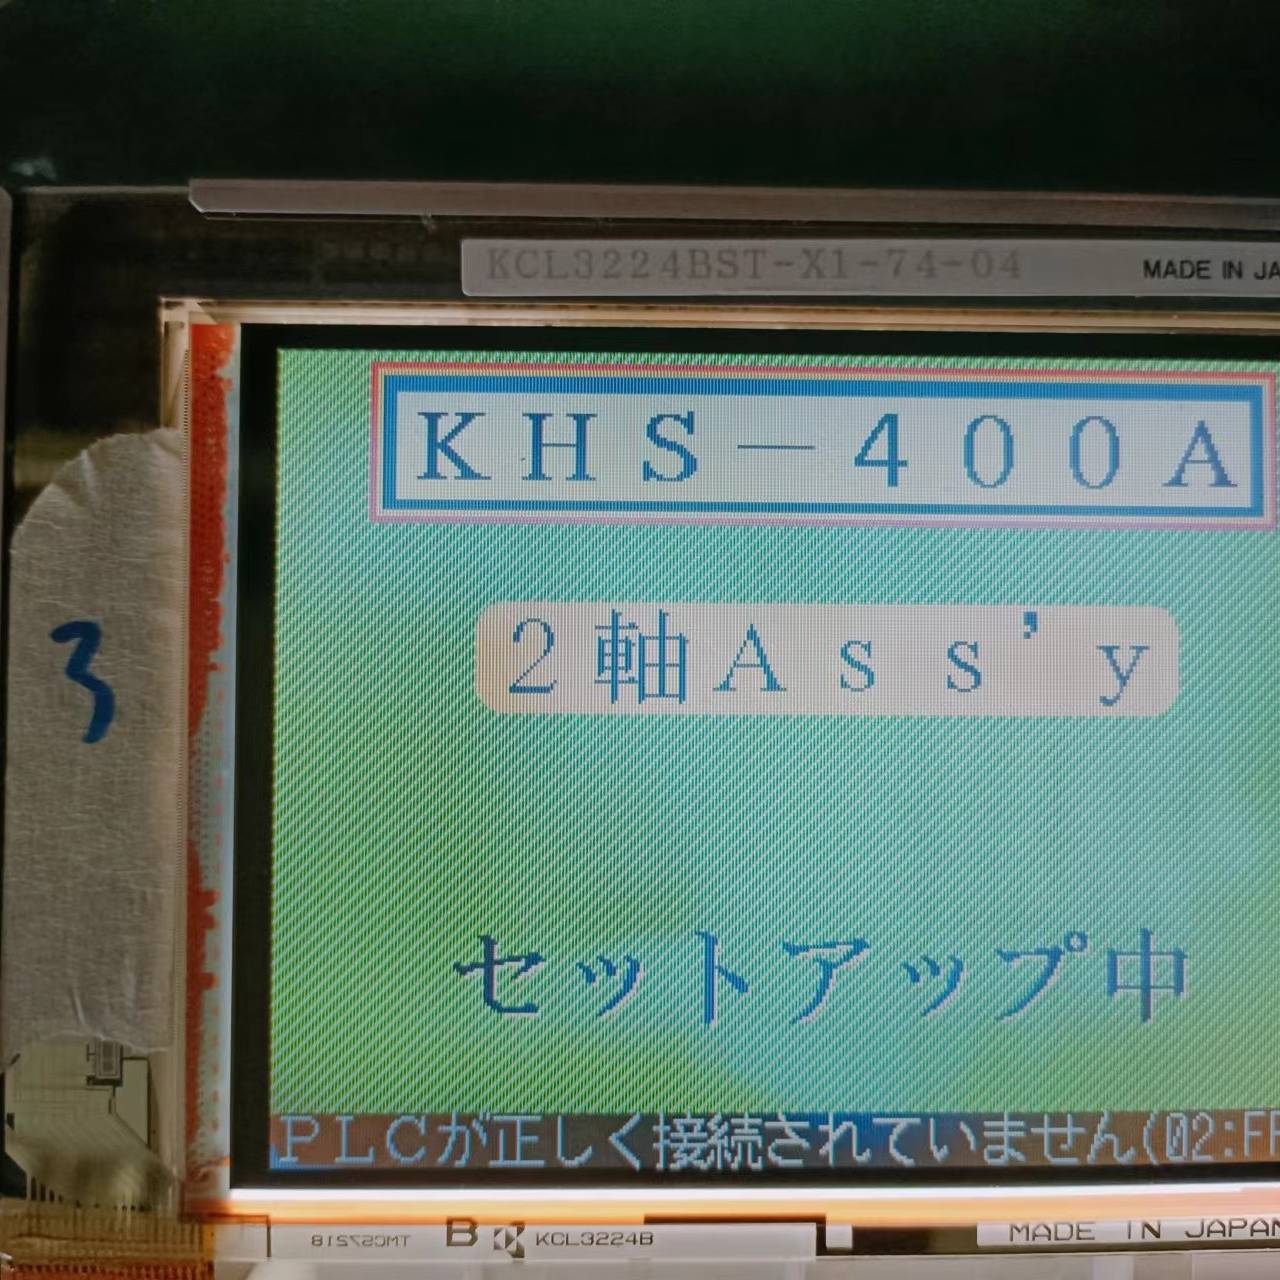 KCL3224BST-X1-74-04
MADE IN JA
KHS-400A
2軸Ass'y
3
セットアップ中
PLCが正しく接続されていません(02:FF
B KCL3224B
MADE IN JAPAN